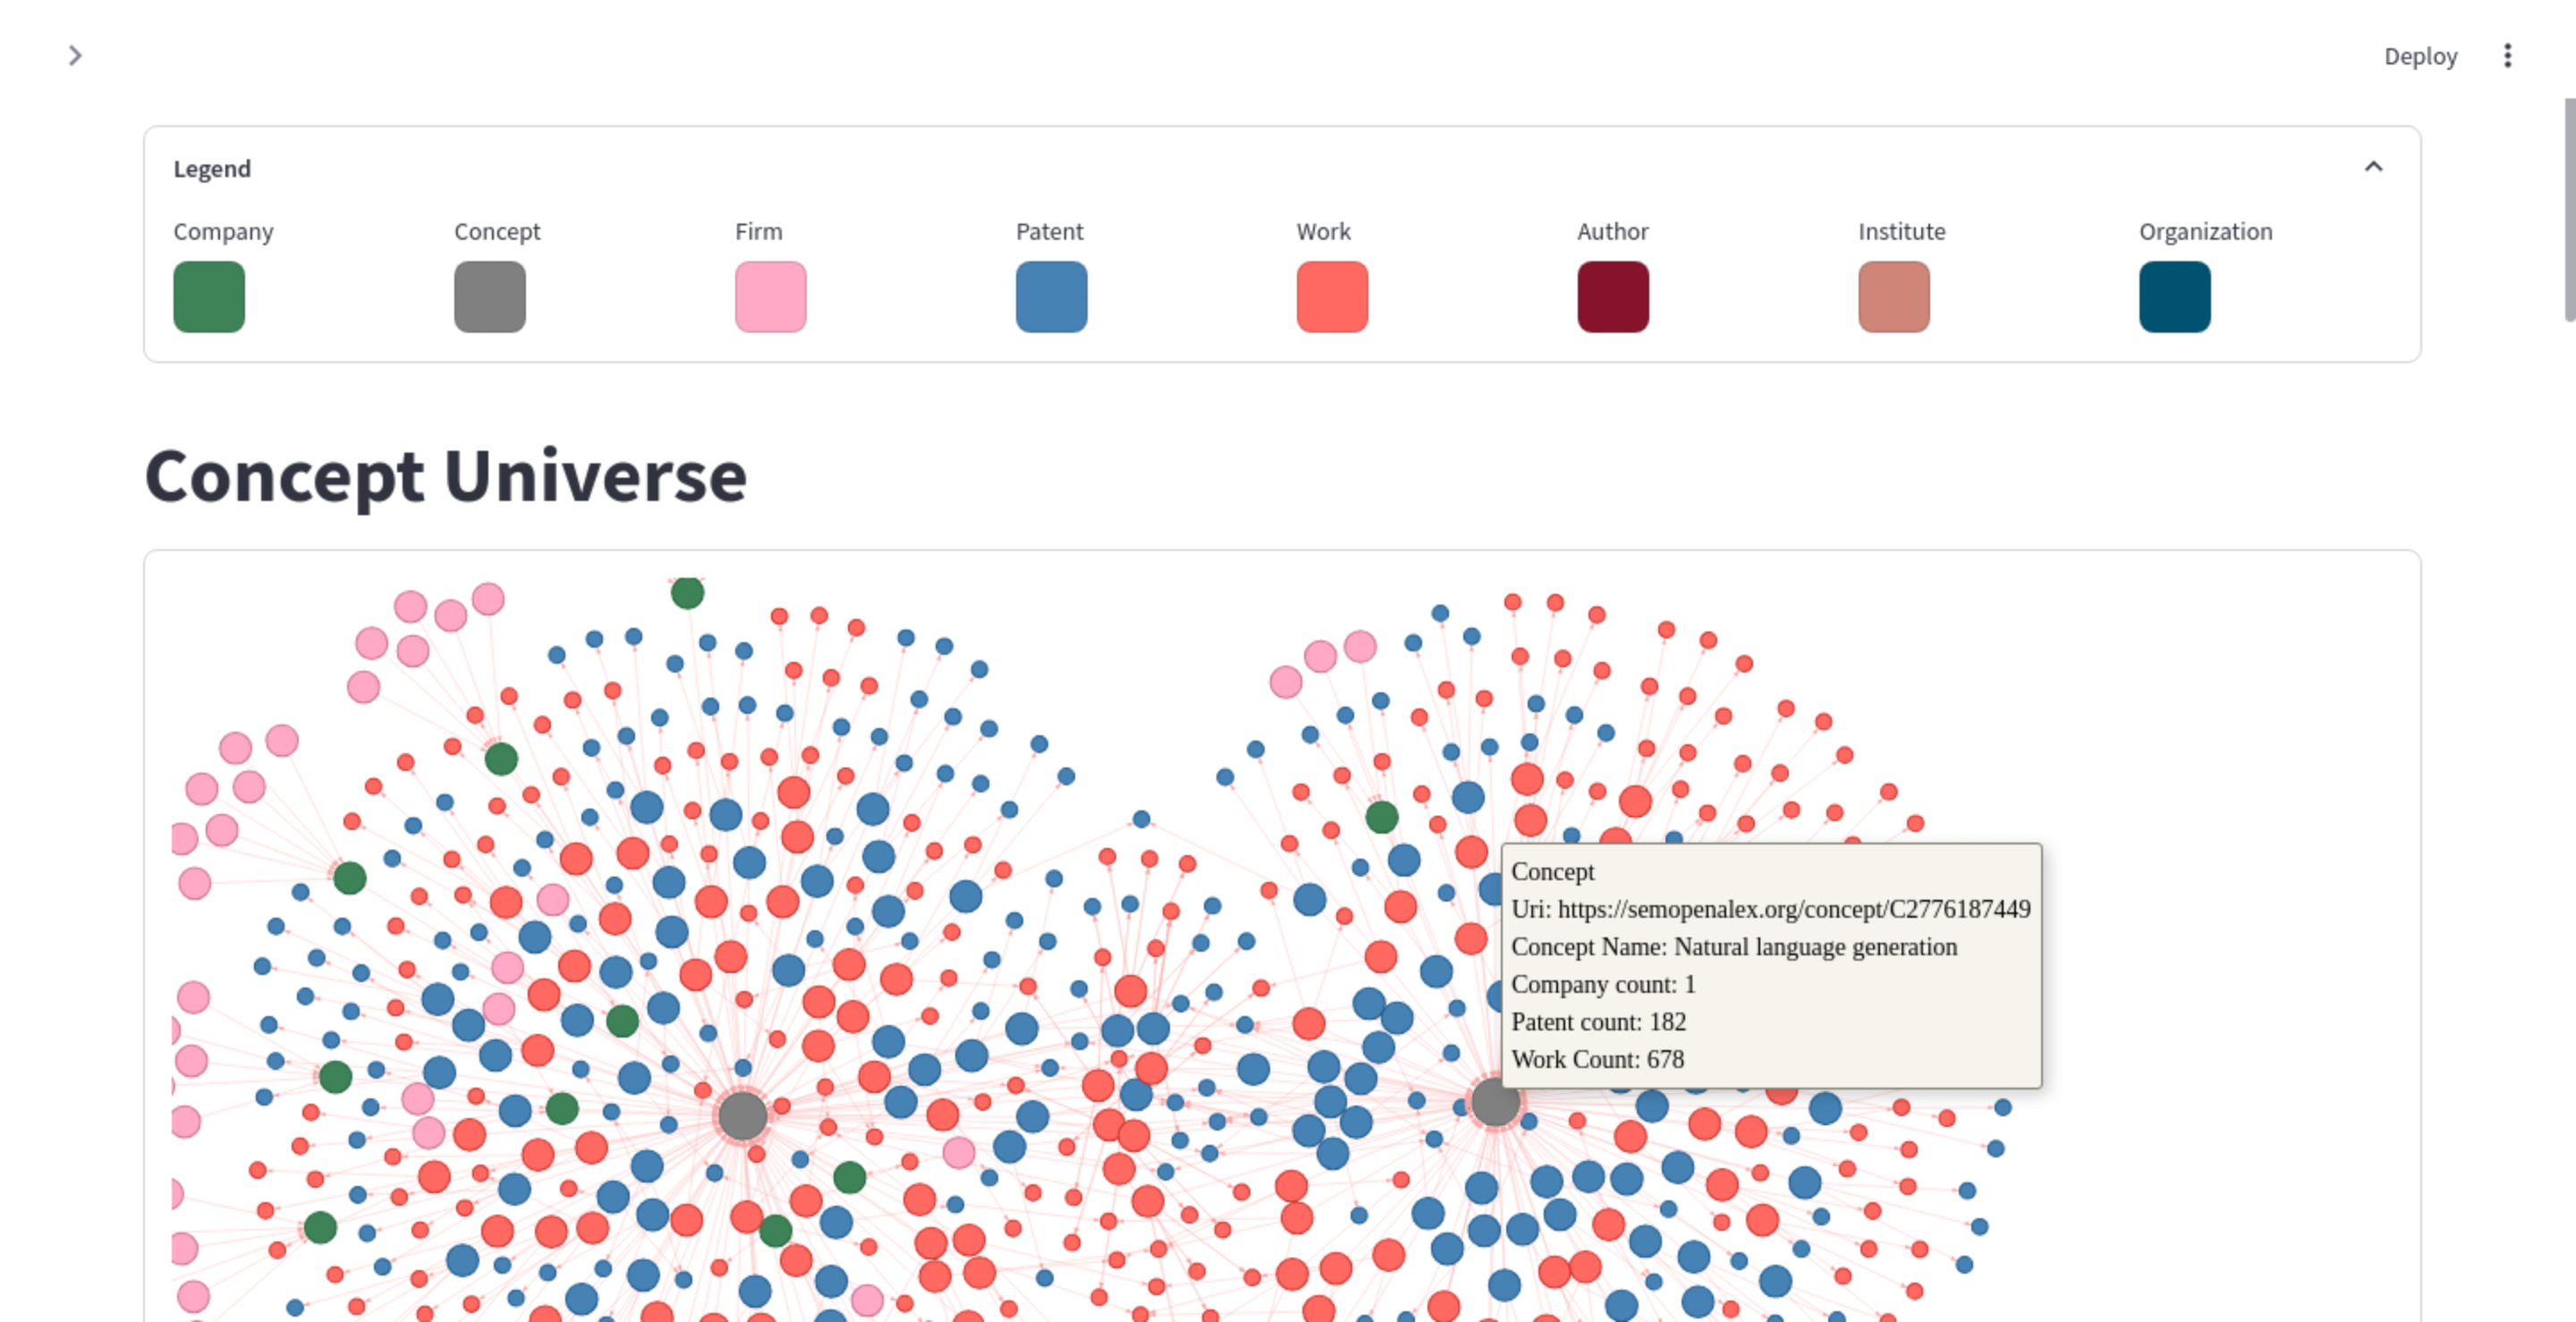 Deploy
Legend
Company Concept Firm Patent Work Author Institute Organization
Concept Universe
Concept
Uri: https://semopenalex.org/concept/C2776187449
Concept Name: Natural language generation
Company count: 1
Patent count: 182
Work Count: 678